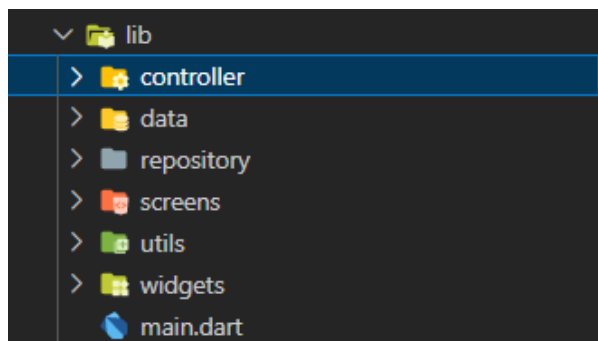 lib
controller
data
repository
screens
utils
widgets
main.dart